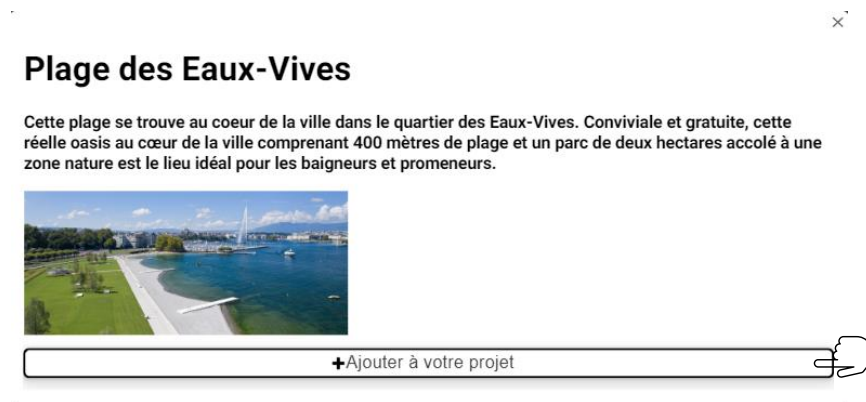 ×
Plage des Eaux-Vives
Cette plage se trouve au coeur de la ville dans le quartier des Eaux-Vives. Conviviale et gratuite, cette
réelle oasis au cœur de la ville comprenant 400 mètres de plage et un parc de deux hectares accolé à une
zone nature est le lieu idéal pour les baigneurs et promeneurs.
+Ajouter à votre projet